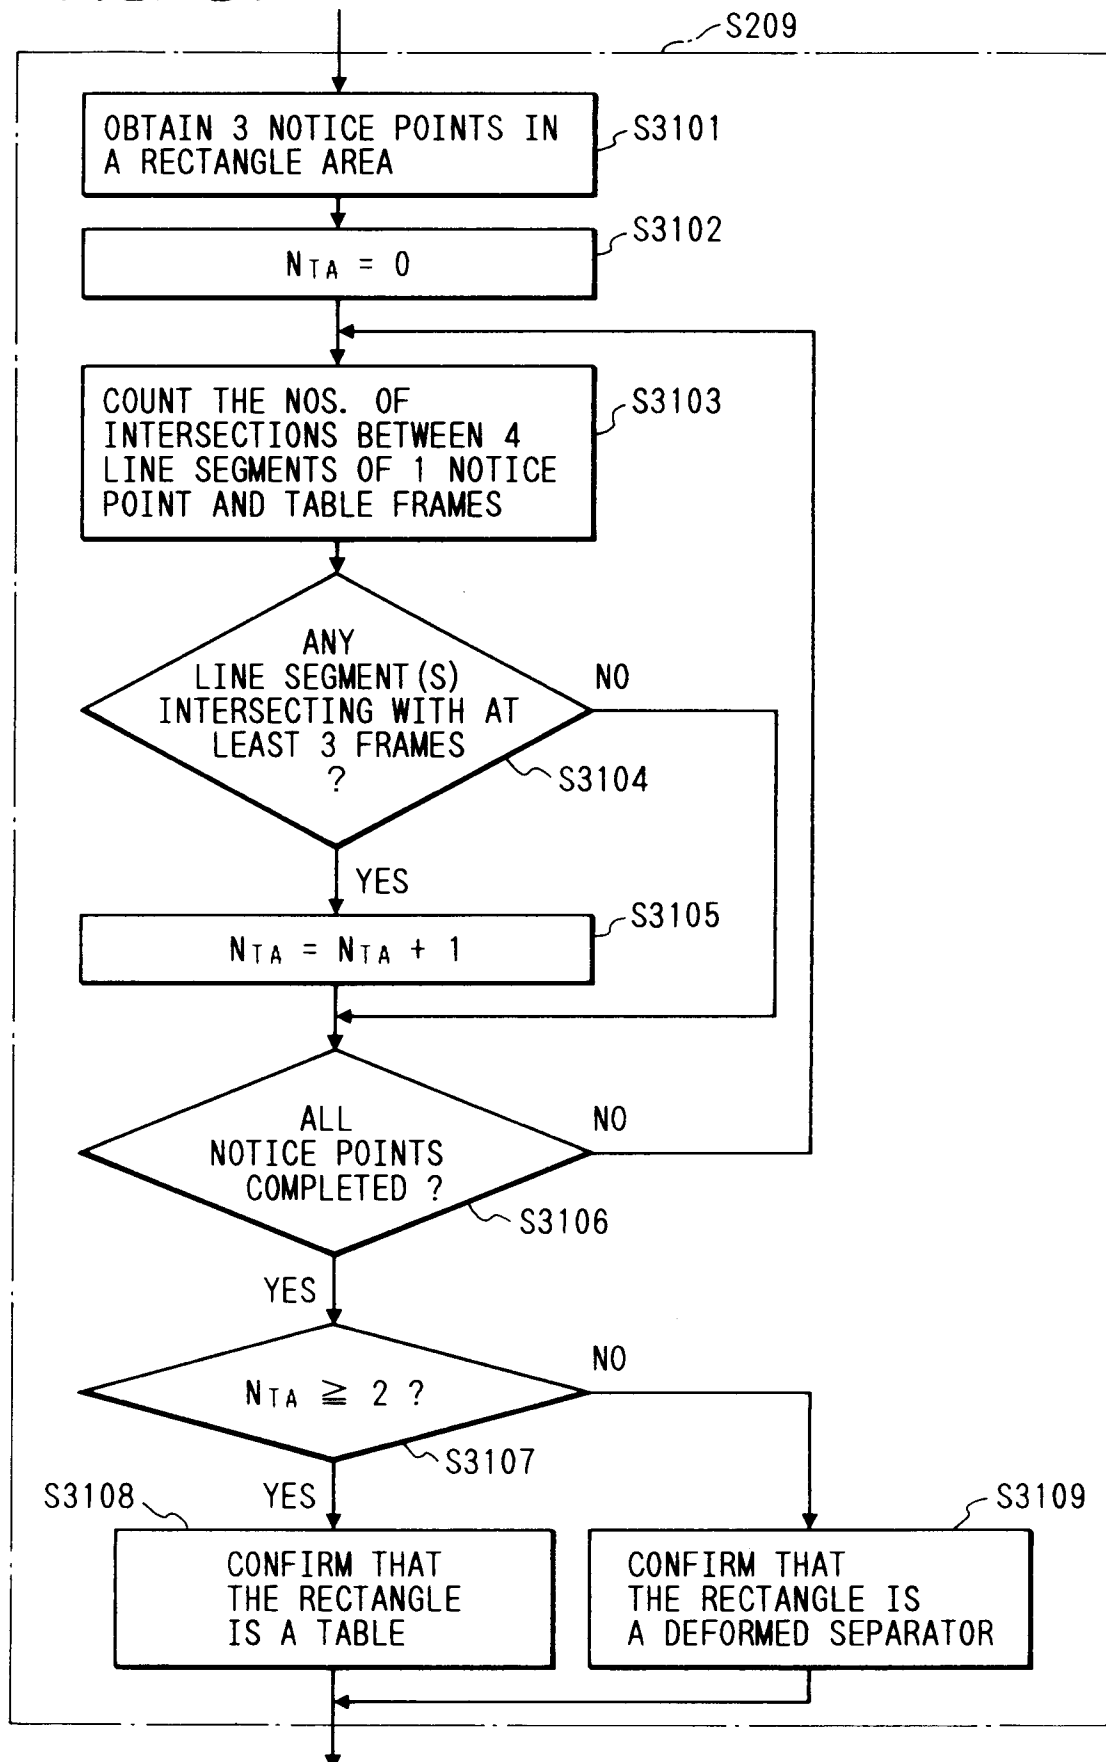 S209
OBTAIN 3 NOTICE POINTS IN
A RECTANGLE AREA
S3101
S3102
NTA = 0
COUNT THE NOS. OF
INTERSECTIONS BETWEEN 4
LINE SEGMENTS OF 1 NOTICE
POINT AND TABLE FRAMES
S3103
ANY
LINE SEGMENT(S)
INTERSECTING WITH AT
LEAST 3 FRAMES
?
NO
S3104
YES
S3105
NTA = NTA + 1
ALL
NOTICE POINTS
COMPLETED ?
NO
S3106
YES
NTA ≧ 2 ?
NO
S3107
YES
S3108
CONFIRM THAT
THE RECTANGLE
IS A TABLE
S3109
CONFIRM THAT
THE RECTANGLE IS
A DEFORMED SEPARATOR